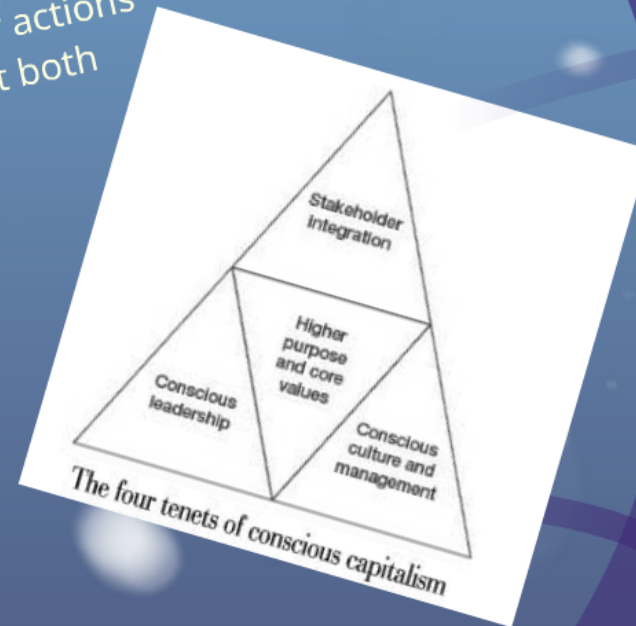 actions
t both
Stakeholder
integration
Higher
purpose
and core
values
Conscious
leadership
Conscious
culture and
management
The four tenets of conscious capitalism